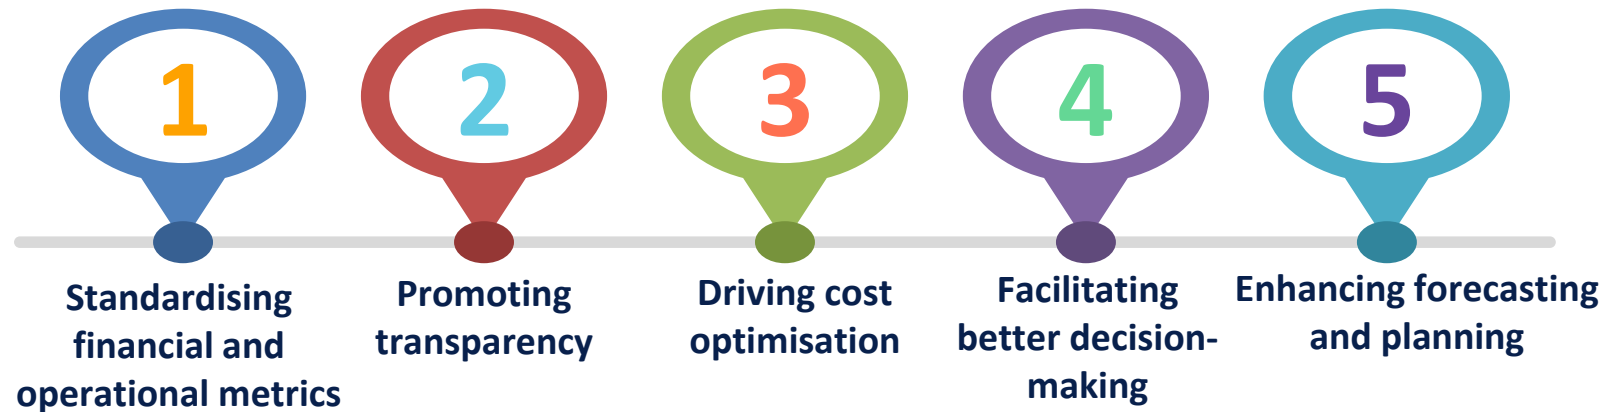 1
Standardising
financial and
operational metrics
2
Promoting
transparency
3
Driving cost
optimisation
4
Facilitating
better decision-
making
5
Enhancing forecasting
and planning